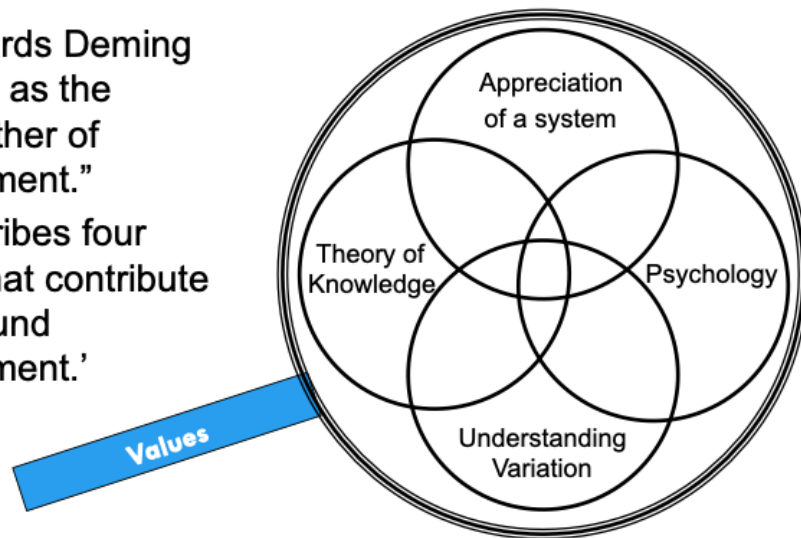 rds Deming
as the
ther of
ment.”
ribes four
hat contribute
und
ment.’
Appreciation
of a system
Theory of
Knowledge
Psychology
Understanding
Variation
Values